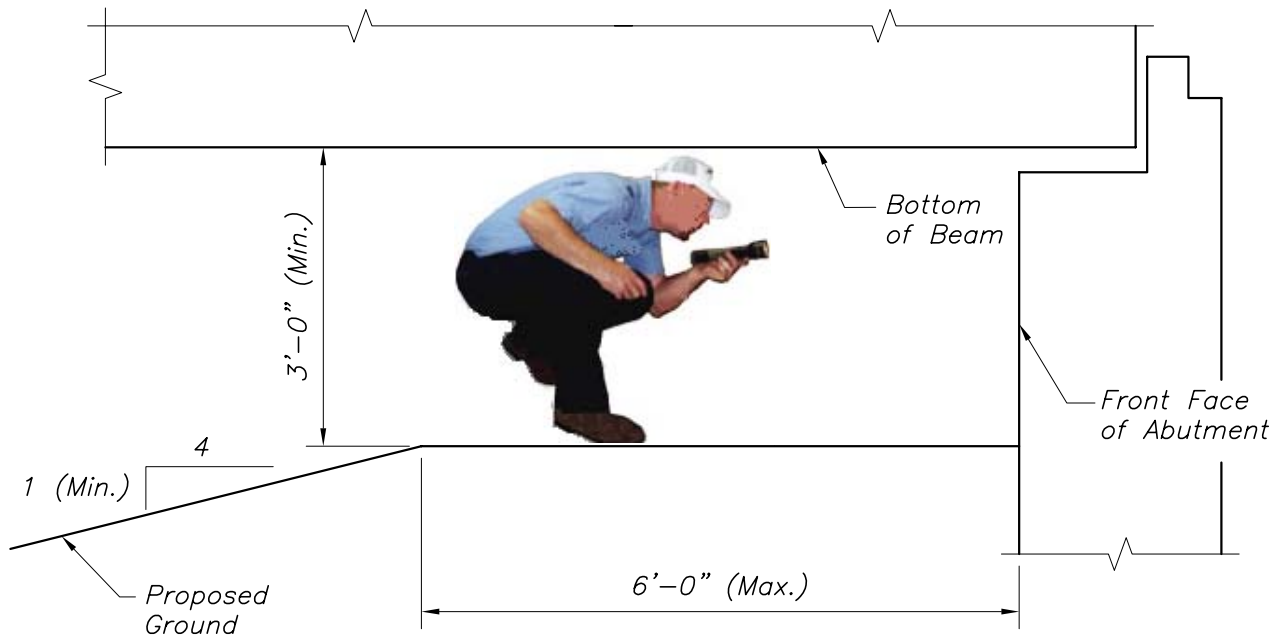 Bottom
of Beam
3'-0" (Min.)
Front Face
of Abutment
4
1 (Min.)
6'-0" (Max.)
Proposed
Ground